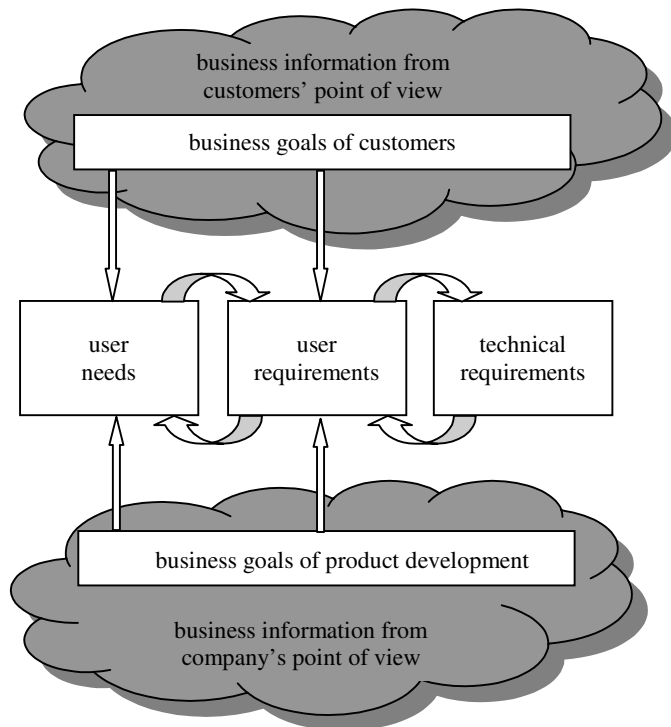 business information from
customers' point of view
business goals of customers
user
needs
user
requirements
technical
requirements
business goals of product development
business information from
company's point of view